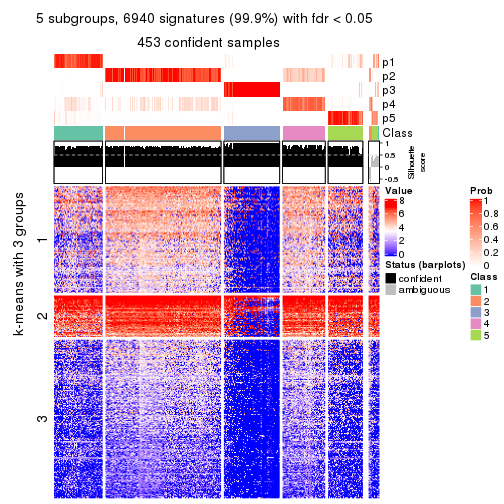 5 subgroups, 6940 signatures (99.9%) with fdr < 0.05
453 confident samples
p1
p2
p3
p4
p5
Class
1
0.5
0
-0.5
Silhouette
score
k-means with 3 groups
1
2
3
Value
8
6
4
2
0
Status (barplots)
confident
ambiguous
Prob
1
0.8
0.6
0.4
0.2
0
Class
1
2
3
4
5